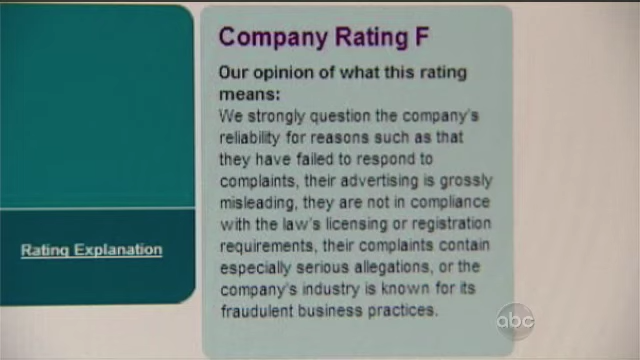 Company Rating F
Our opinion of what this rating
means:
We strongly question the company's
reliability for reasons such as that
they have failed to respond to
complaints, their advertising is grossly
misleading, they are not in compliance
with the law's licensing or registration
requirements, their complaints contain
especially serious allegations, or the
company's industry is known for its
fraudulent business practices.
Rating Explanation
abc